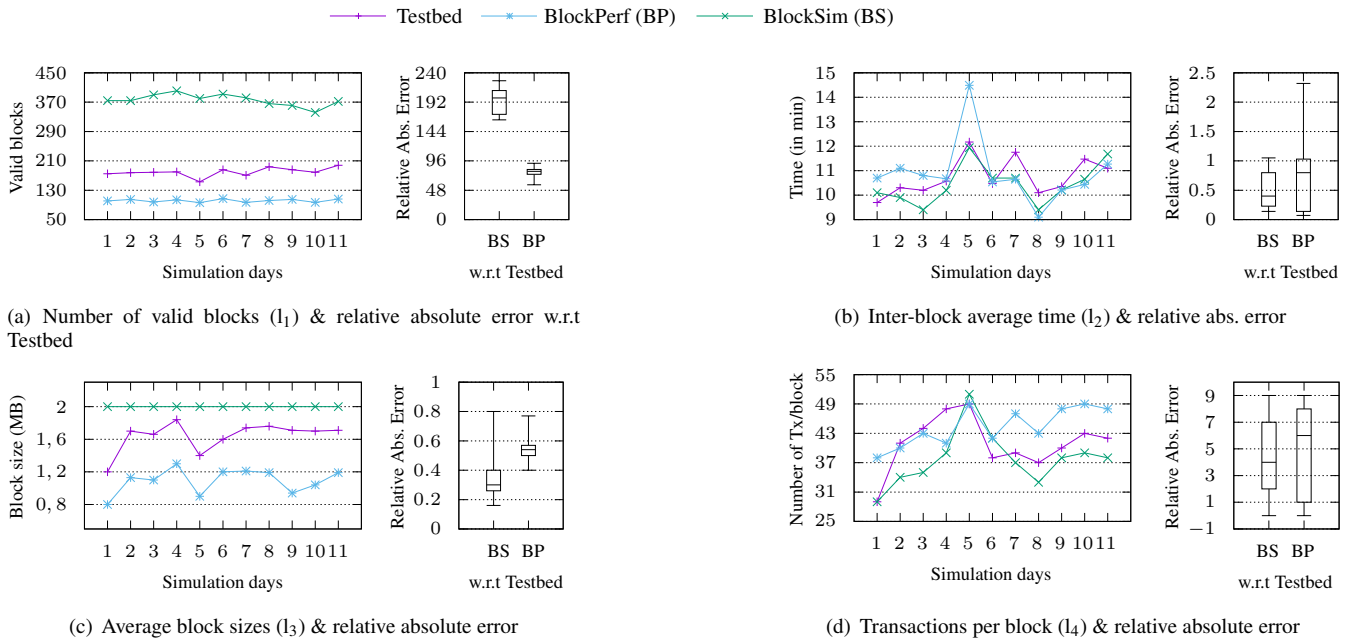 Testbed BlockPerf (BP) BlockSim (BS)
450
370
290
210
130
50
Valid blocks
1 2 3 4 5 6 7 8 9 10 11
Simulation days
240
192
144
96
48
0
Relative Abs. Error
BS BP
w.r.t Testbed
(a) Number of valid blocks (l₁) & relative absolute error w.r.t
Testbed
15
14
13
12
11
10
9
Time (in min)
1 2 3 4 5 6 7 8 9 10 11
Simulation days
2.5
2
1.5
1
0.5
0
Relative Abs. Error
BS BP
w.r.t Testbed
(b) Inter-block average time (l₂) & relative abs. error
2
1,6
1,2
0,8
Block size (MB)
1 2 3 4 5 6 7 8 9 10 11
Simulation days
1
0.8
0.6
0.4
0.2
0
Relative Abs. Error
BS BP
w.r.t Testbed
(c) Average block sizes (l₃) & relative absolute error
55
49
43
37
31
25
Number of Tx/block
1 2 3 4 5 6 7 8 9 10 11
Simulation days
9
7
5
3
1
−1
Relative Abs. Error
BS BP
w.r.t Testbed
(d) Transactions per block (l₄) & relative absolute error